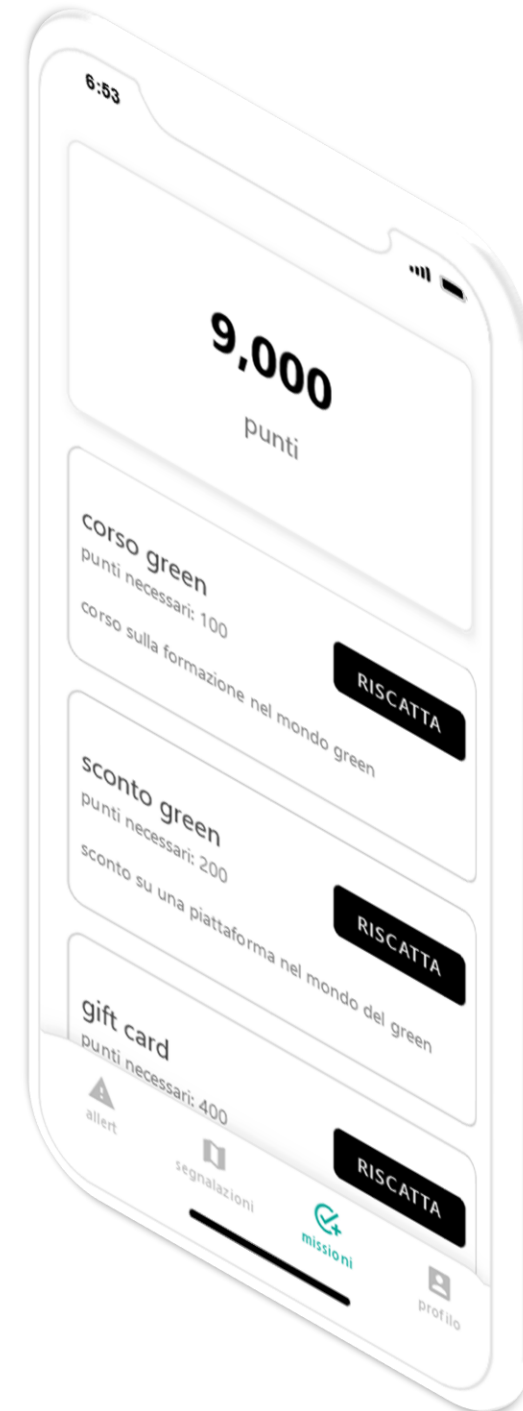 6:53
9,000
punti
corso green
punti necessari: 100
corso sulla formazione nel mondo green
RISCATTA
sconto green
punti necessari: 200
sconto su una piattaforma nel mondo del green
RISCATTA
gift card
punti necessari: 400
RISCATTA
allert
segnalazioni
missioni
profilo